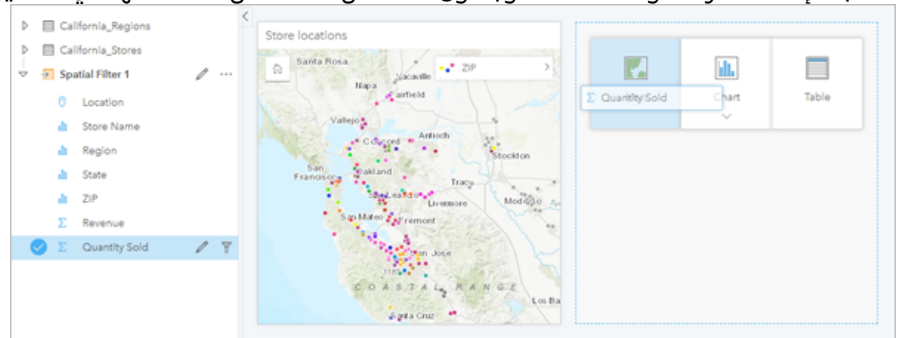 California_Regions
California_Stores
Spatial Filter 1
Location
Store Name
Region
State
ZIP
Revenue
Quantity Sold
Store locations
ZIP
Santa Rosa
Vacaville
Napa
Fairfield
Vallejo
Concord
Antioch
Stockton
San Francisco
Oakland
Tracy
San Leandro
Livermore
Modesto
San Mateo
Fremont
San Jose
COASTAL RANGE
Los Ba
Santa Cruz
Quantity Sold
Chart
Table